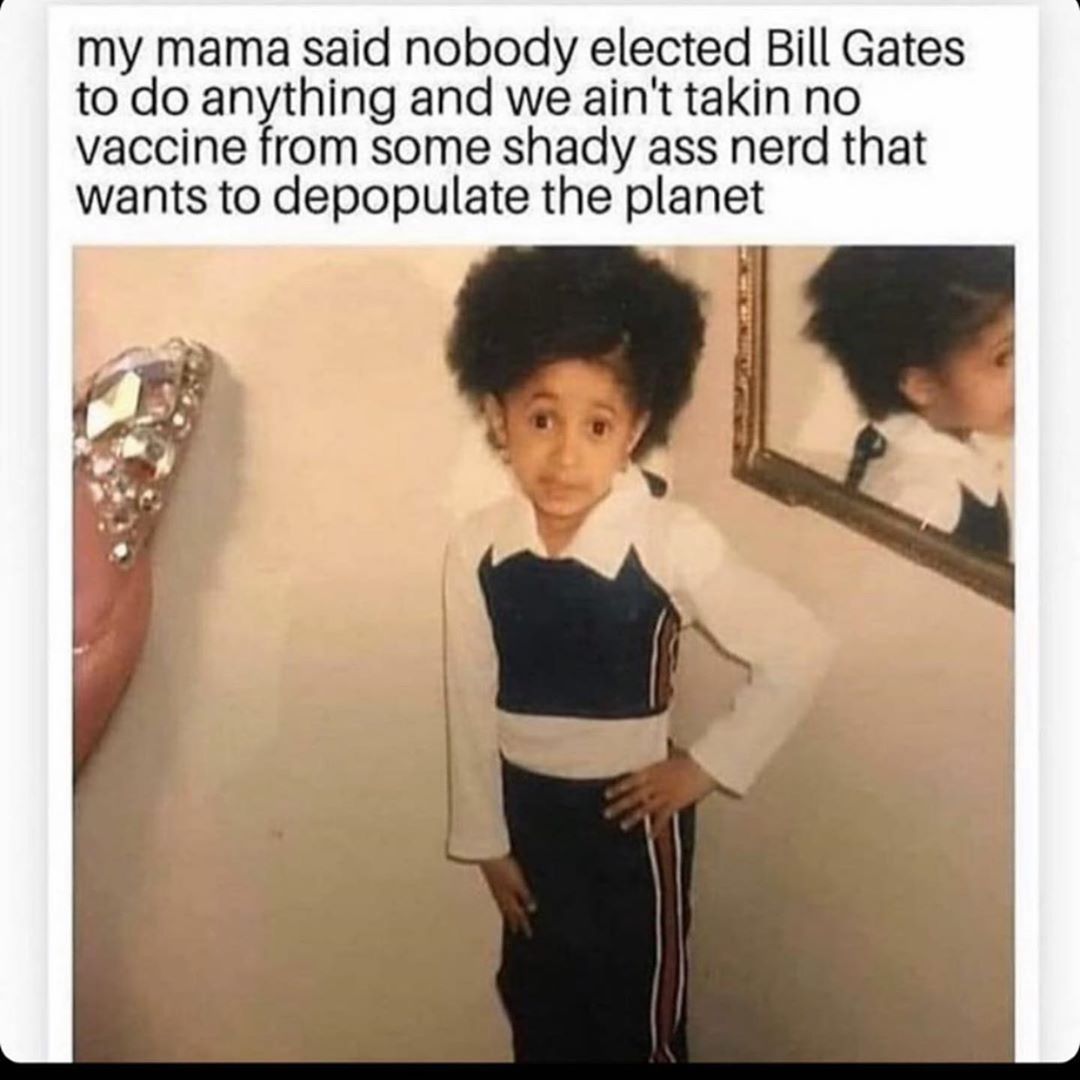 my mama said nobody elected Bill Gates
to do anything and we ain't takin no
vaccine from some shady ass nerd that
wants to depopulate the planet